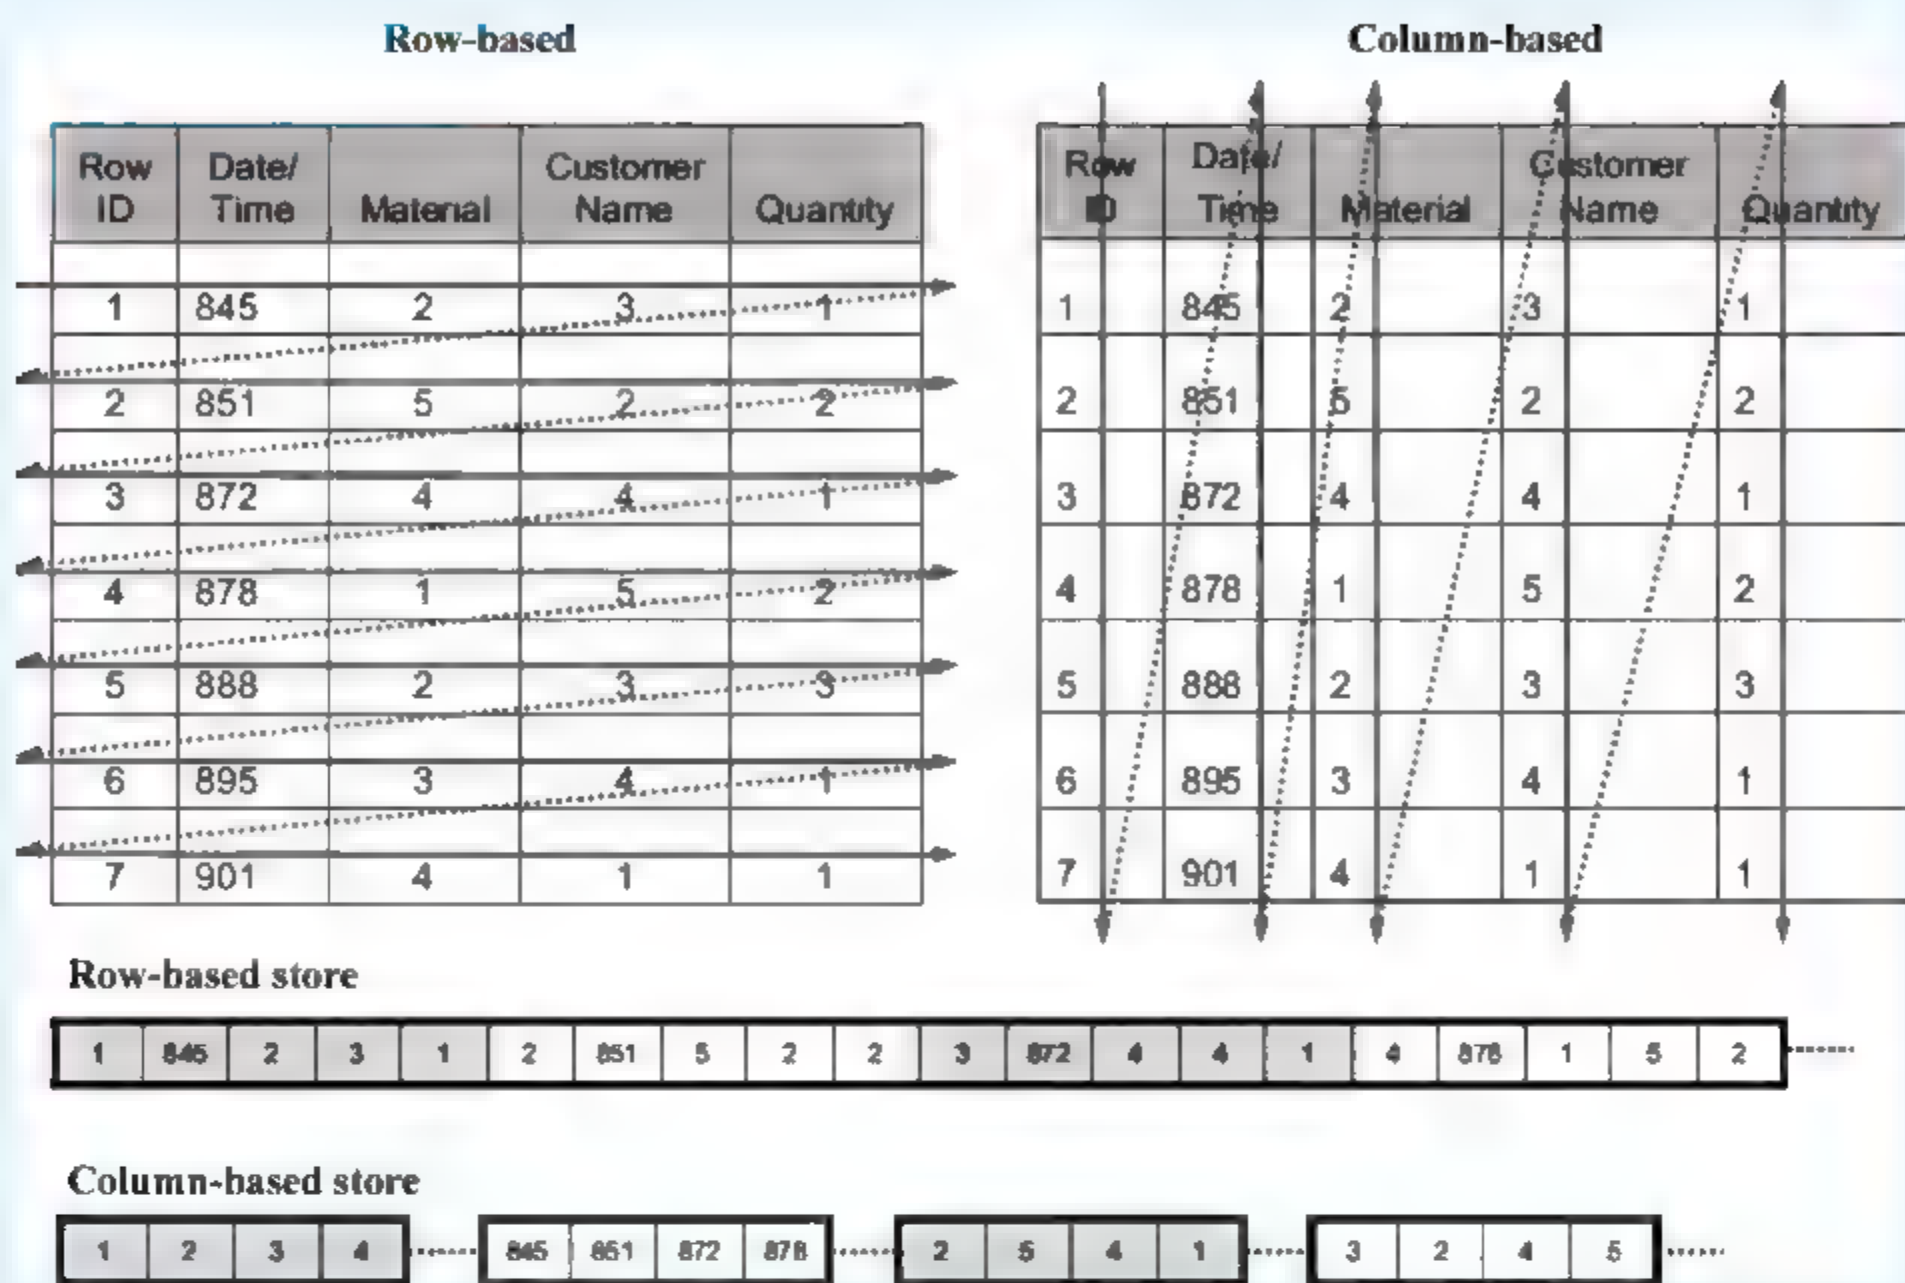 Row-based
Row ID Date/ Time Material Customer Name Quantity
1 845 2 3 1
2 851 5 2 2
3 872 4 4 1
4 878 1 5 2
5 888 2 3 3
6 895 3 4 1
7 901 4 1 1
Column-based
Row ID Date/ Time Material Customer Name Quantity
1 845 2 3 1
2 851 5 2 2
3 872 4 4 1
4 878 1 5 2
5 888 2 3 3
6 895 3 4 1
7 901 4 1 1
Row-based store
1 845 2 3 1 2 851 5 2 2 3 872 4 4 1 4 878 1 5 2
Column-based store
1 2 3 4 845 851 872 878 2 5 4 1 3 2 4 5